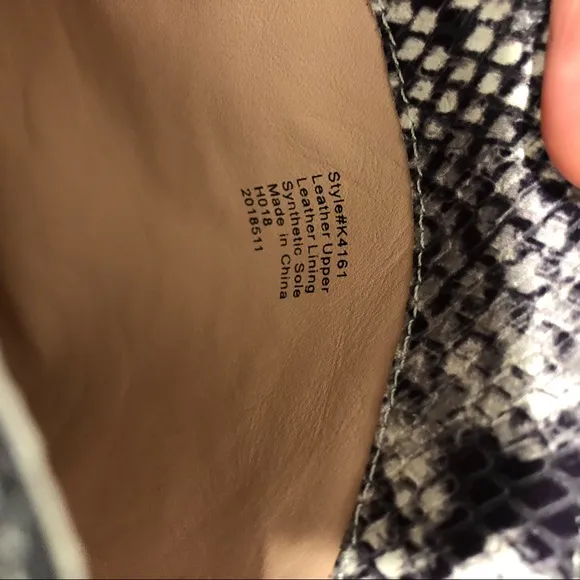 Style#K4161
Leather Upper
Leather Lining
Synthetic Sole
Made in China
H018
2018511